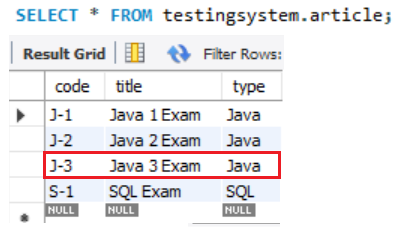 SELECT * FROM testingsystem.article;
Result Grid Filter Rows:
code title type
J-1 Java 1 Exam Java
J-2 Java 2 Exam Java
J-3 Java 3 Exam Java
S-1 SQL Exam SQL
NULL NULL NULL